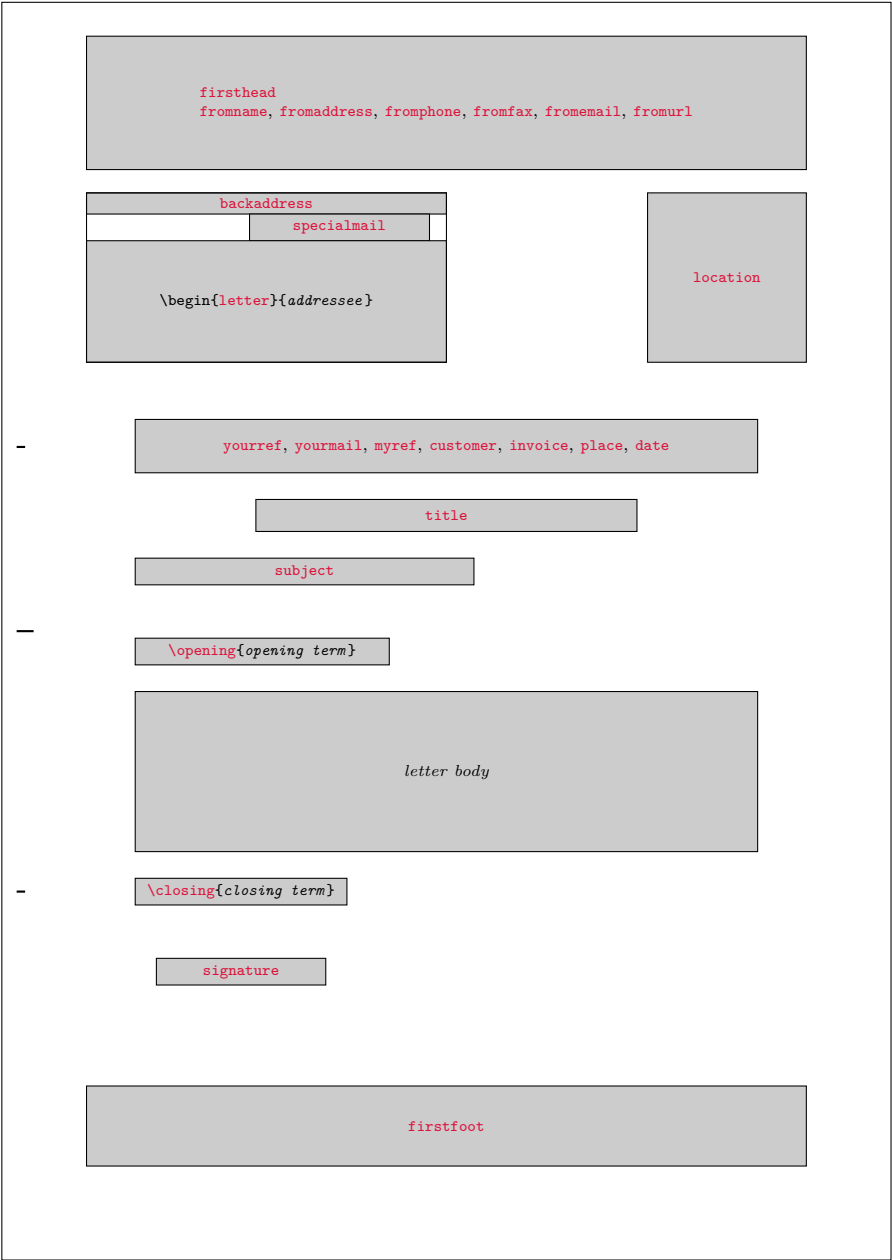 firsthead
fromname, fromaddress, fromphone, fromfax, fromemail, fromurl
backaddress
specialmail
\begin{letter}{addressee}
location
yourref, yourmail, myref, customer, invoice, place, date
title
subject
\opening{opening term}
letter body
\closing{closing term}
signature
firstfoot